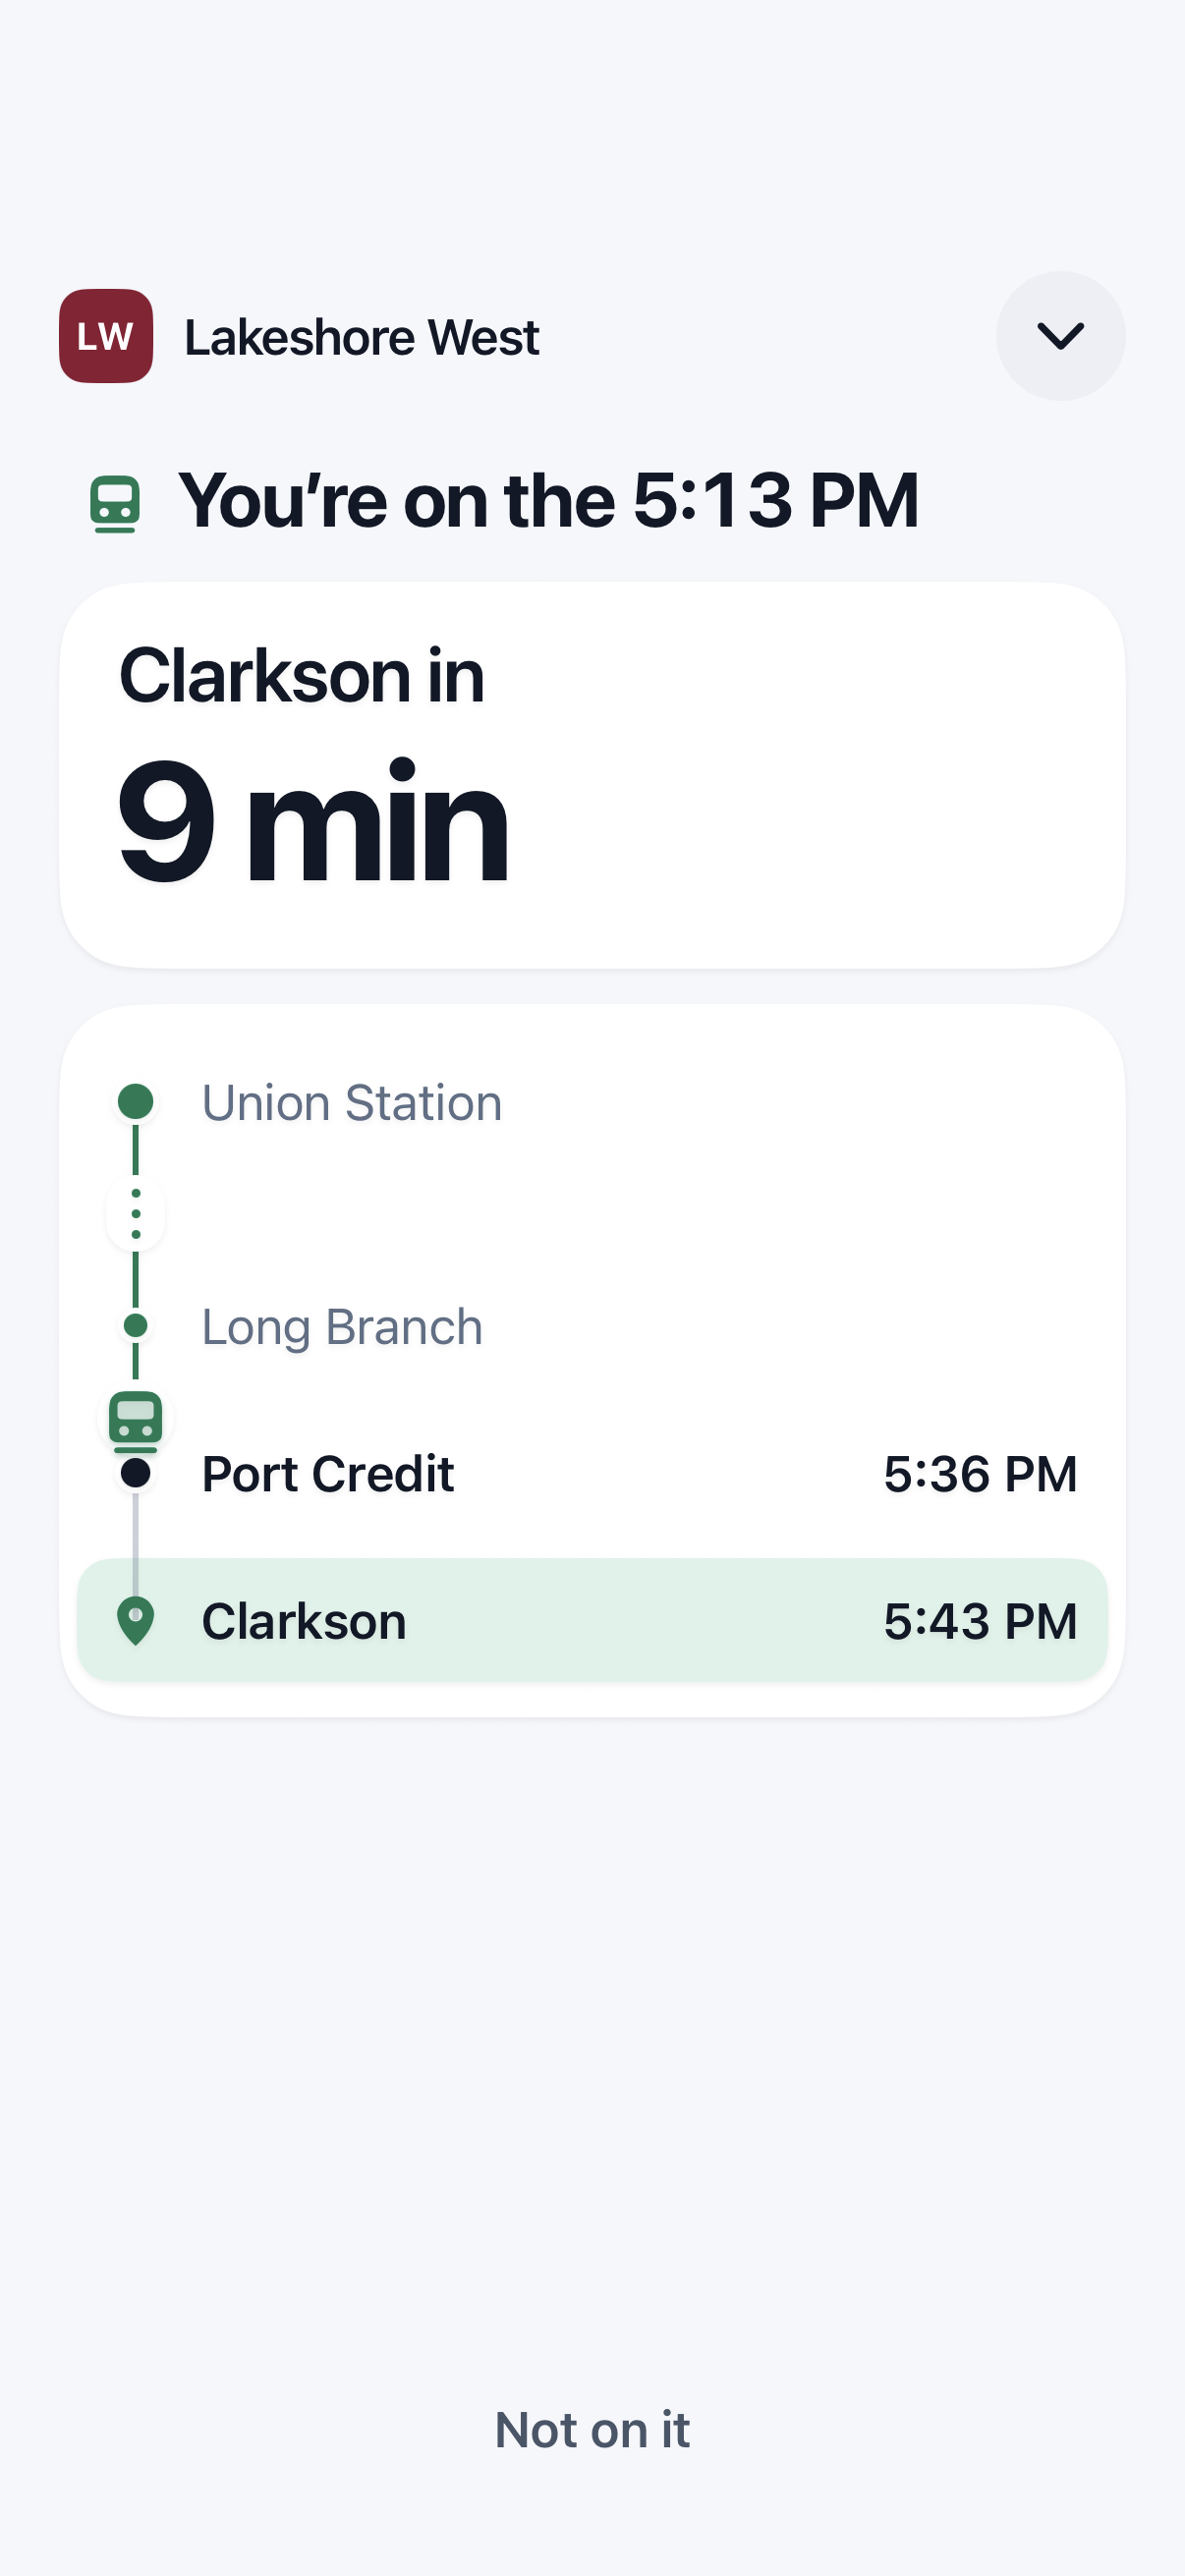 LW Lakeshore West
You’re on the 5:13 PM
Clarkson in
9 min
Union Station
Long Branch
Port Credit 5:36 PM
Clarkson 5:43 PM
Not on it